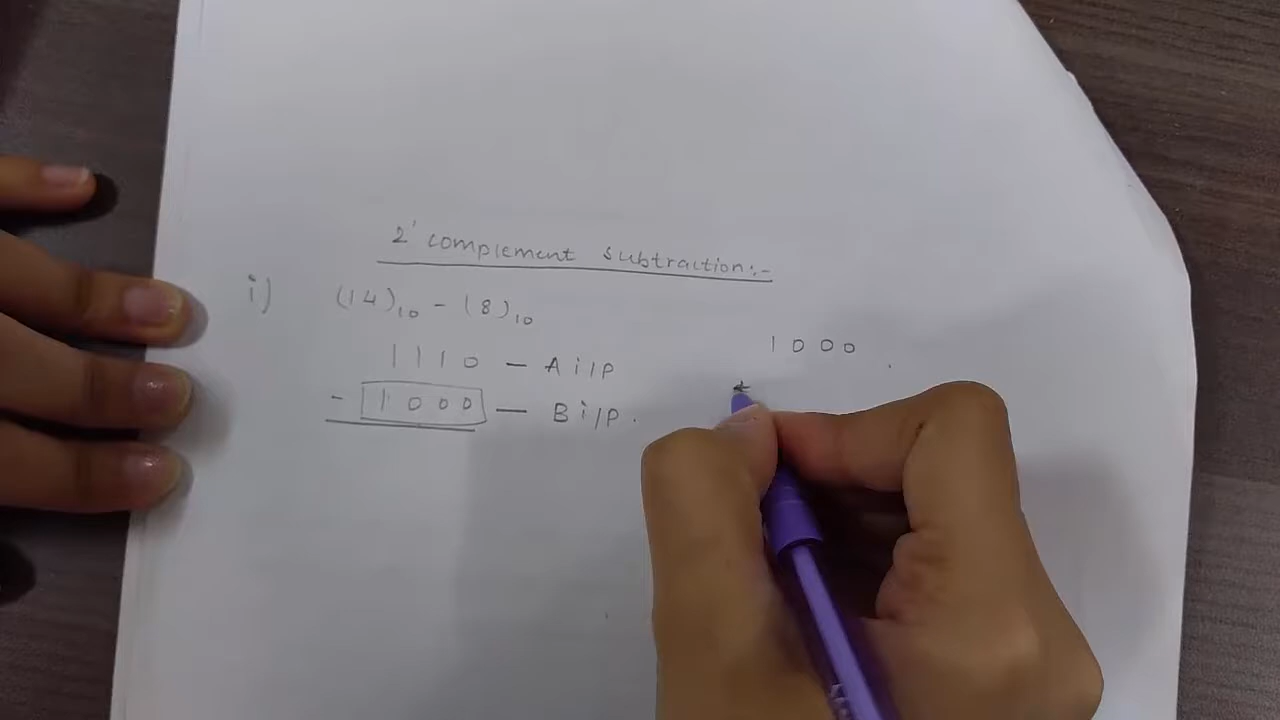 2' complement subtraction:-
i) (14)10 - (8)10
1110 — A i/p
- 1000 — B i/p.
1000
+